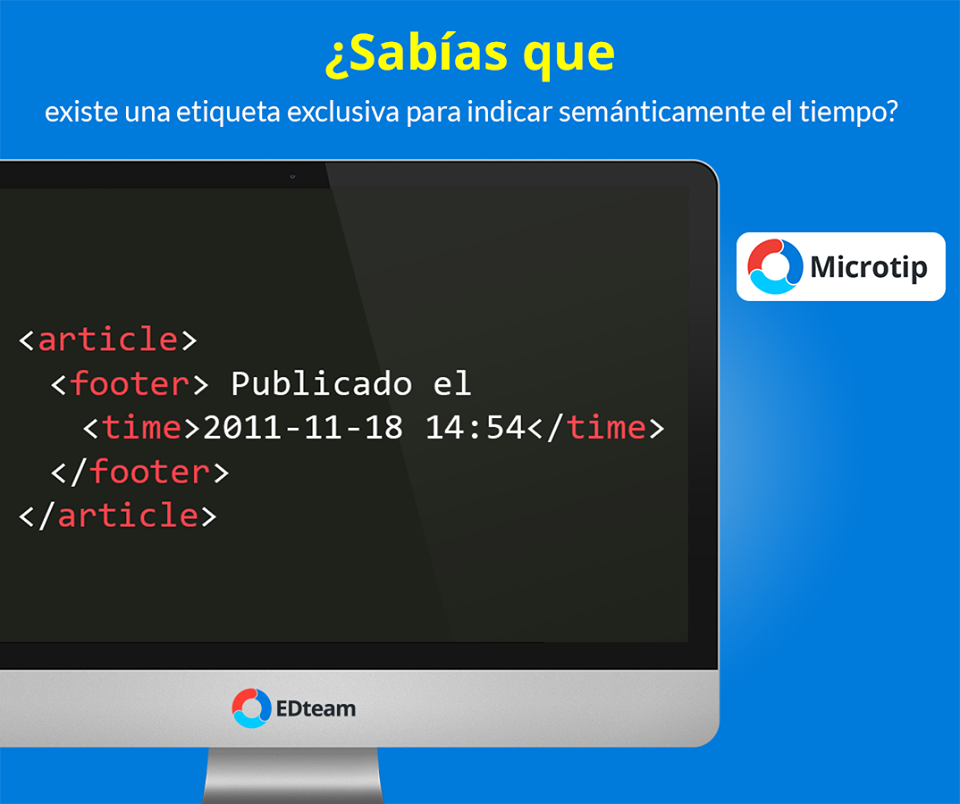 ¿Sabías que
existe una etiqueta exclusiva para indicar semánticamente el tiempo?
Microtip
<article>
<footer> Publicado el
<time>2011-11-18 14:54</time>
</footer>
</article>
EDteam